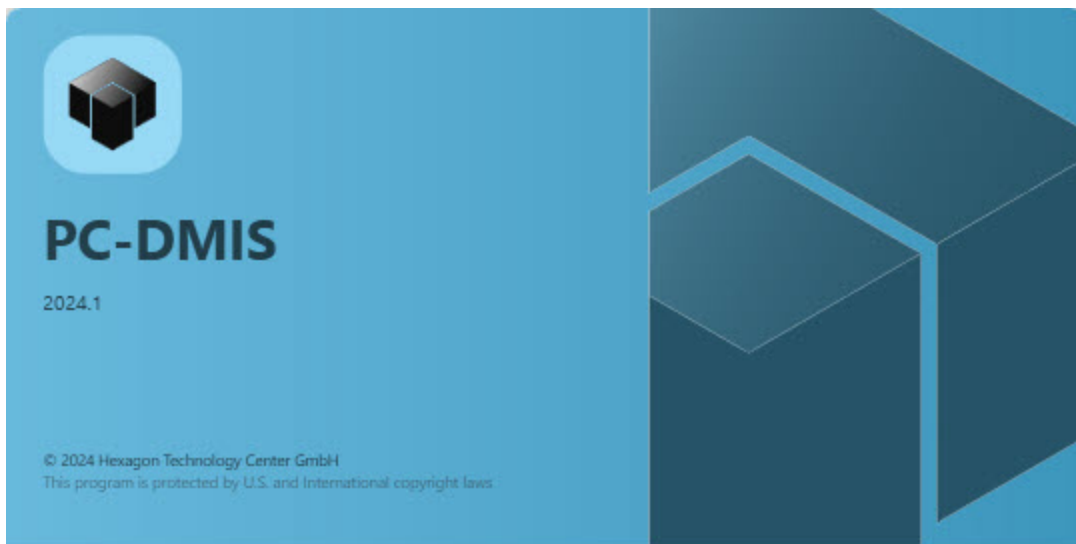 PC-DMIS
2024.1
© 2024 Hexagon Technology Center GmbH
This program is protected by U.S. and International copyright laws